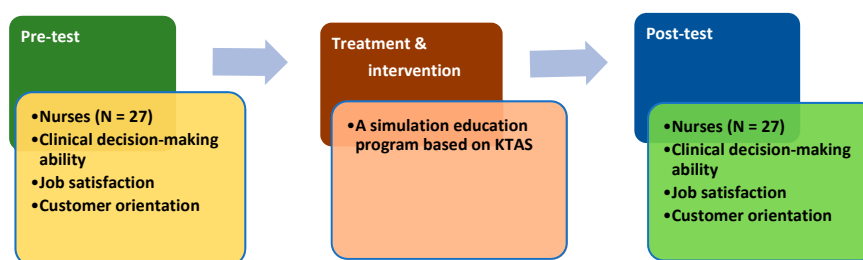 Pre-test
•Nurses (N = 27)
•Clinical decision-making
ability
•Job satisfaction
•Customer orientation
Treatment &
intervention
•A simulation education
program based on KTAS
Post-test
•Nurses (N = 27)
•Clinical decision-making
ability
•Job satisfaction
•Customer orientation